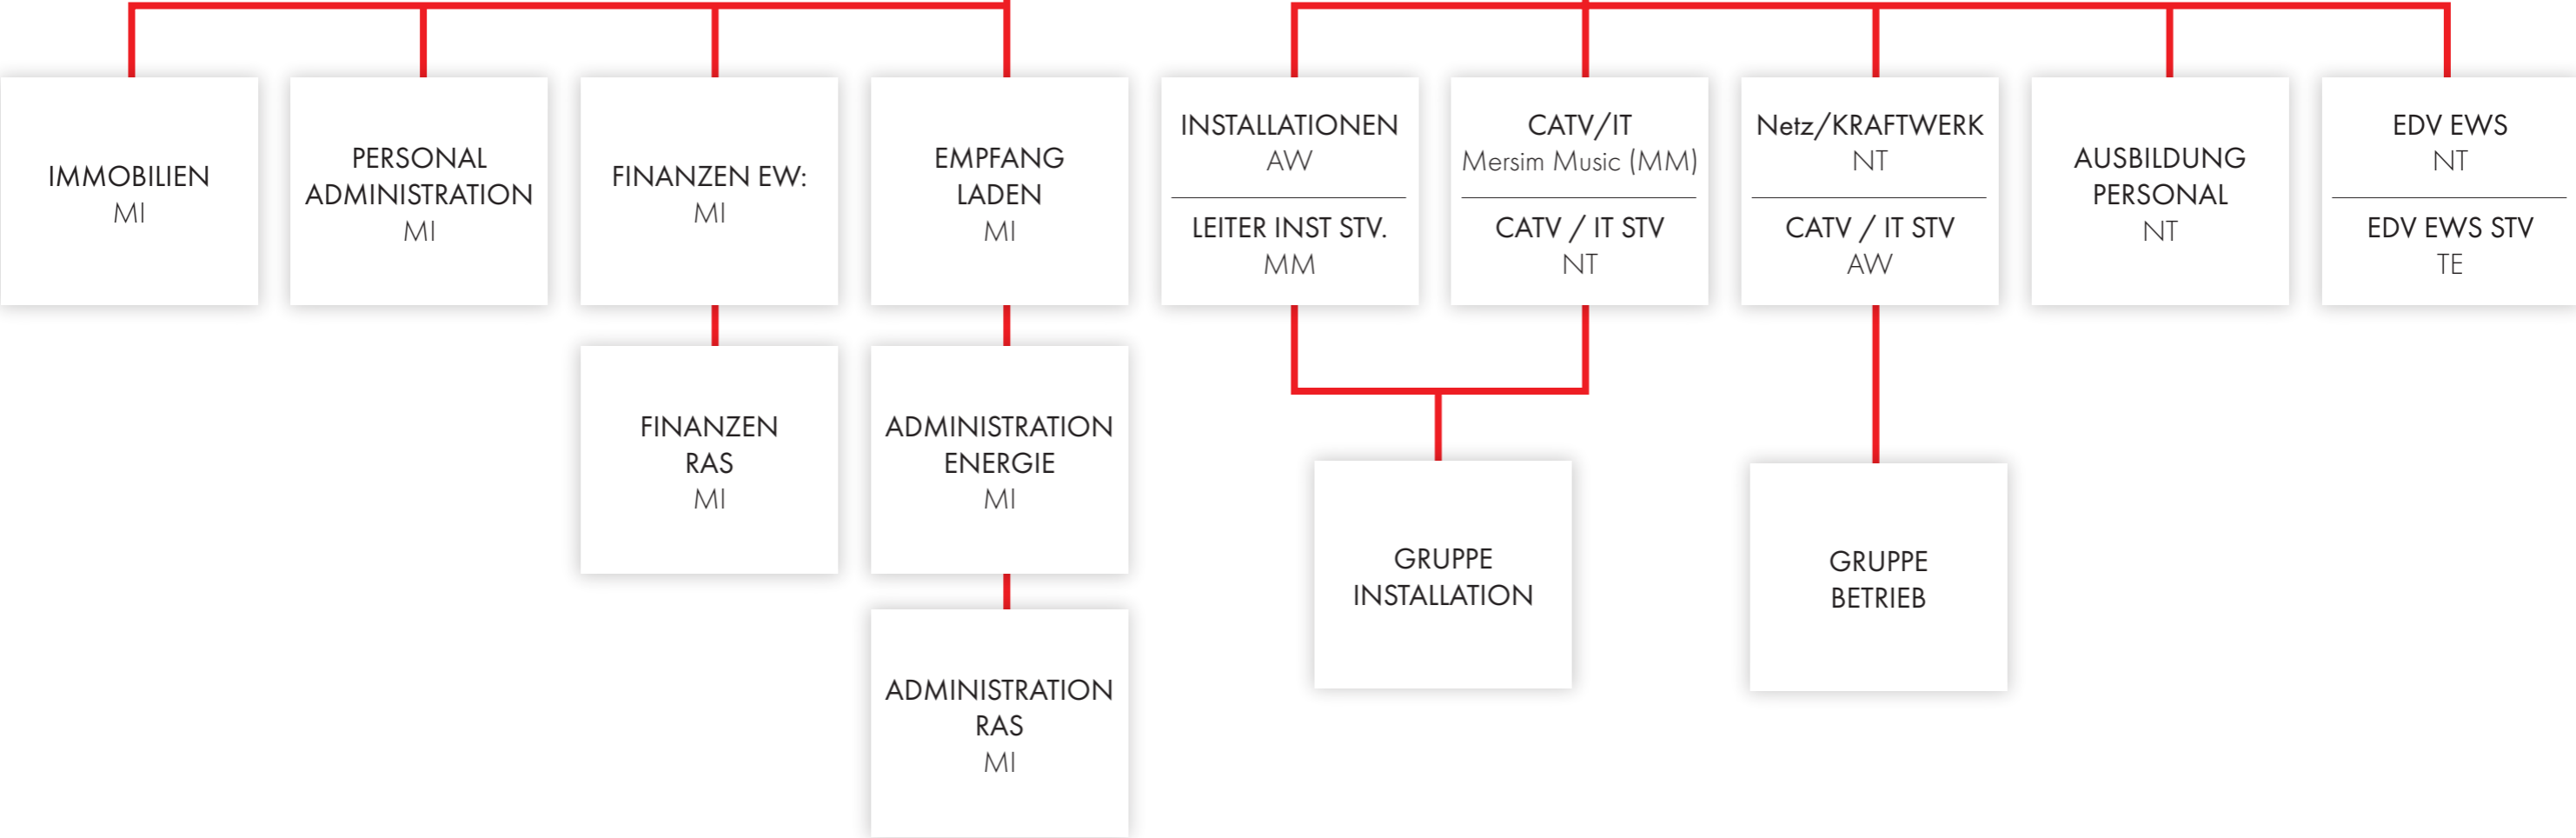 IMMOBILIEN
MI
PERSONAL
ADMINISTRATION
MI
FINANZEN EW:
MI
EMPFANG
LADEN
MI
INSTALLATIONEN
AW
LEITER INST STV.
MM
CATV/IT
Mersim Music (MM)
CATV / IT STV
NT
Netz/KRAFTWERK
NT
CATV / IT STV
AW
AUSBILDUNG
PERSONAL
NT
EDV EWS
NT
EDV EWS STV
TE
FINANZEN
RAS
MI
ADMINISTRATION
ENERGIE
MI
GRUPPE
INSTALLATION
GRUPPE
BETRIEB
ADMINISTRATION
RAS
MI